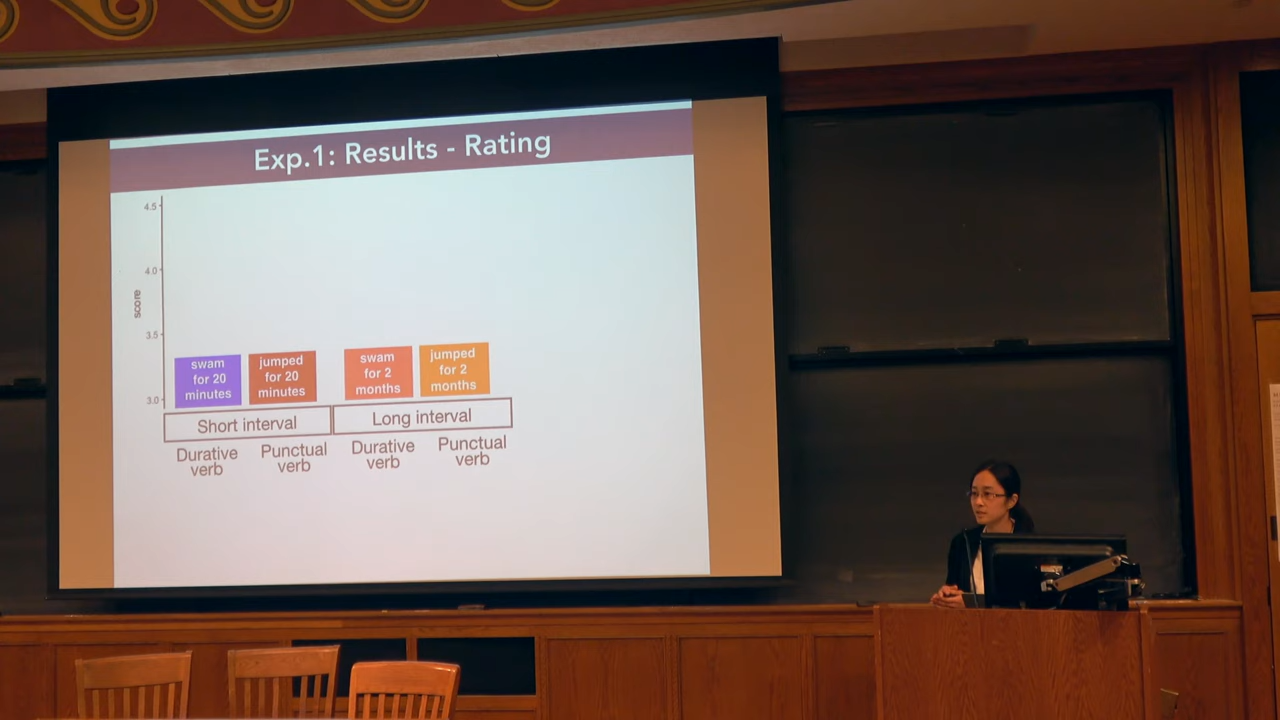 Exp.1: Results - Rating
4.5
4.0
score
3.5
3.0
swam
for 20
minutes
jumped
for 20
minutes
swam
for 2
months
jumped
for 2
months
Short interval
Long interval
Durative
verb
Punctual
verb
Durative
verb
Punctual
verb